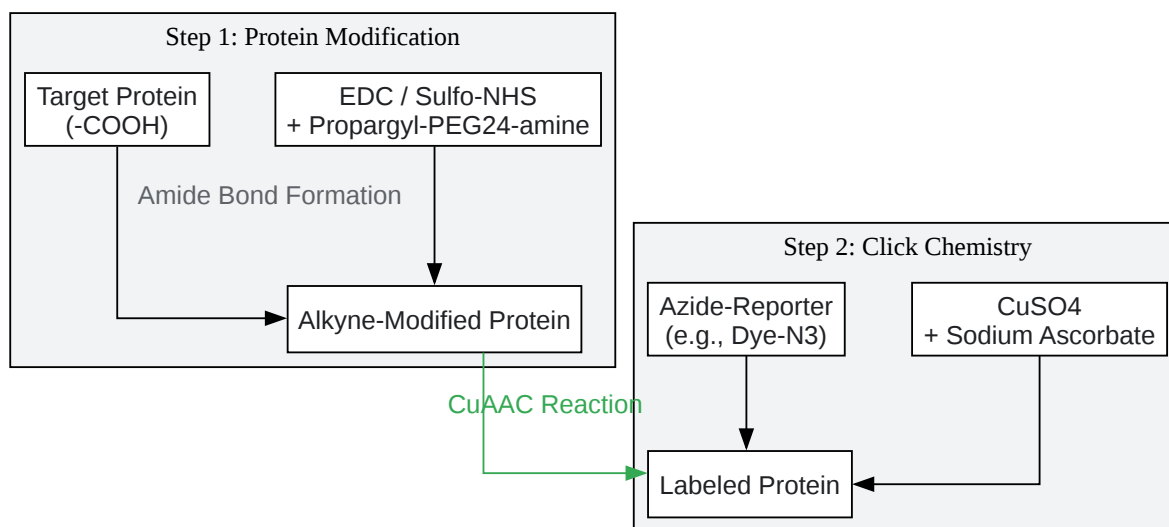 Step 1: Protein Modification
Target Protein
(-COOH)
EDC / Sulfo-NHS
+ Propargyl-PEG24-amine
Amide Bond Formation
Alkyne-Modified Protein
CuAAC Reaction
Step 2: Click Chemistry
Azide-Reporter
(e.g., Dye-N3)
CuSO4
+ Sodium Ascorbate
Labeled Protein